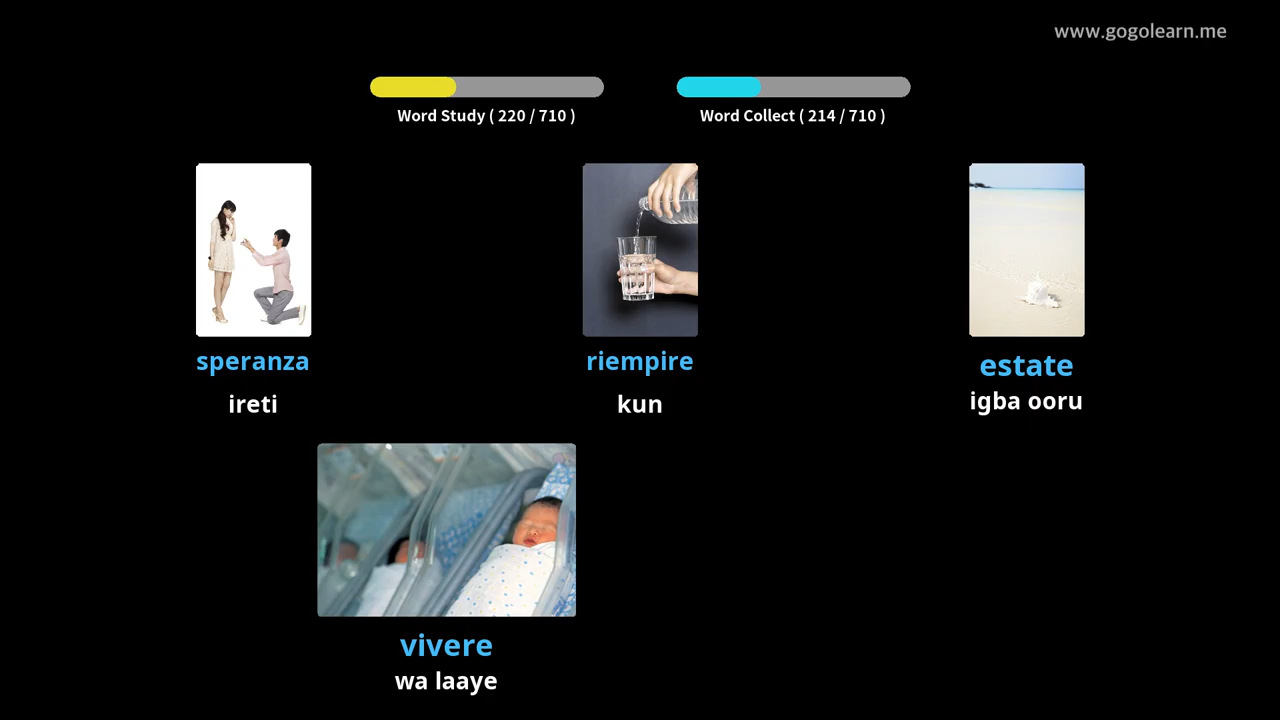 www.gogolearn.me
Word Study ( 220 / 710 )
Word Collect ( 214 / 710 )
speranza
ireti
riempire
kun
estate
igba ooru
vivere
wa laaye